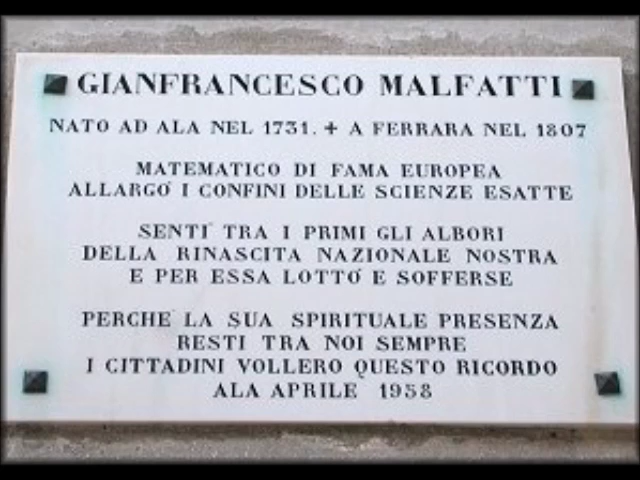 GIANFRANCESCO MALFATTI
NATO AD ALA NEL 1731. + A FERRARA NEL 1807
MATEMATICO DI FAMA EUROPEA
ALLARGO' I CONFINI DELLE SCIENZE ESATTE
SENTI' TRA I PRIMI GLI ALBORI
DELLA RINASCITA NAZIONALE NOSTRA
E PER ESSA LOTTO' E SOFFERSE
PERCHE' LA SUA SPIRITUALE PRESENZA
RESTI TRA NOI SEMPRE
I CITTADINI VOLLERO QUESTO RICORDO
ALA APRILE 1958